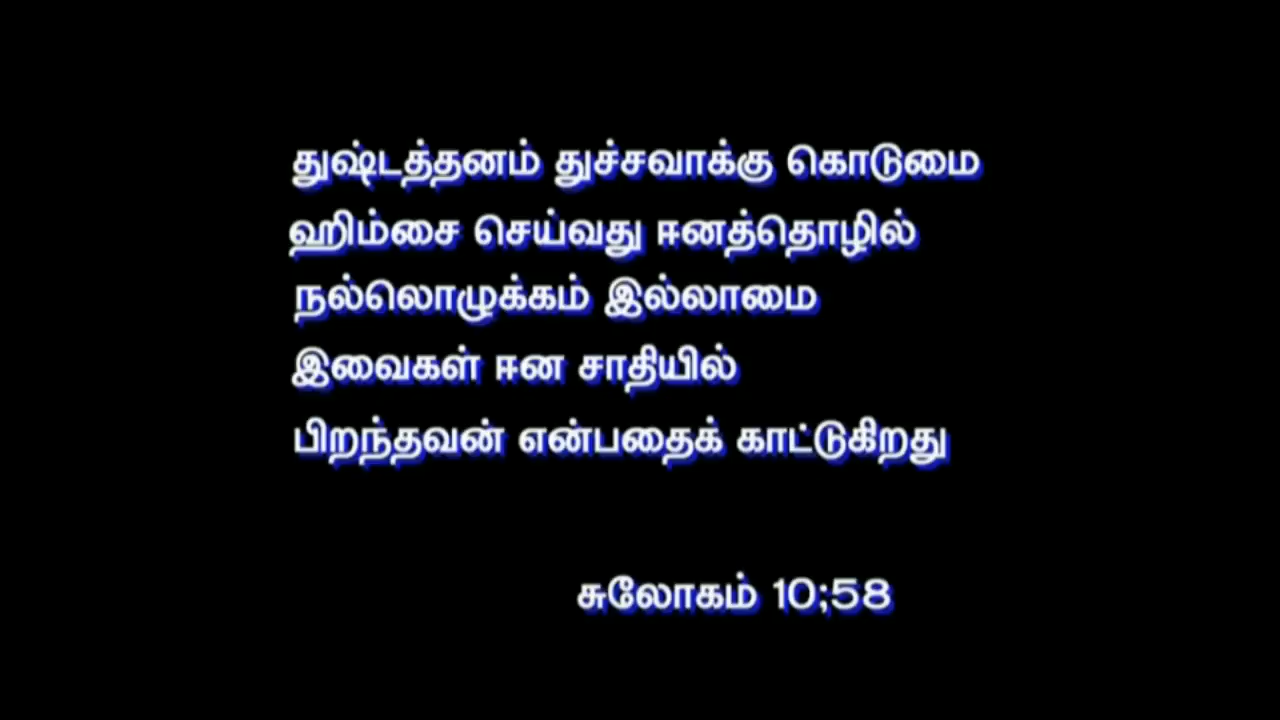 துஷ்டத்தனம் துச்சவாக்கு கொடுமை
ஹிம்சை செய்வது ஈனத்தொழில்
நல்லொழுக்கம் இல்லாமை
இவைகள் ஈன சாதியில்
பிறந்தவன் என்பதைக் காட்டுகிறது
சுலோகம் 10;58